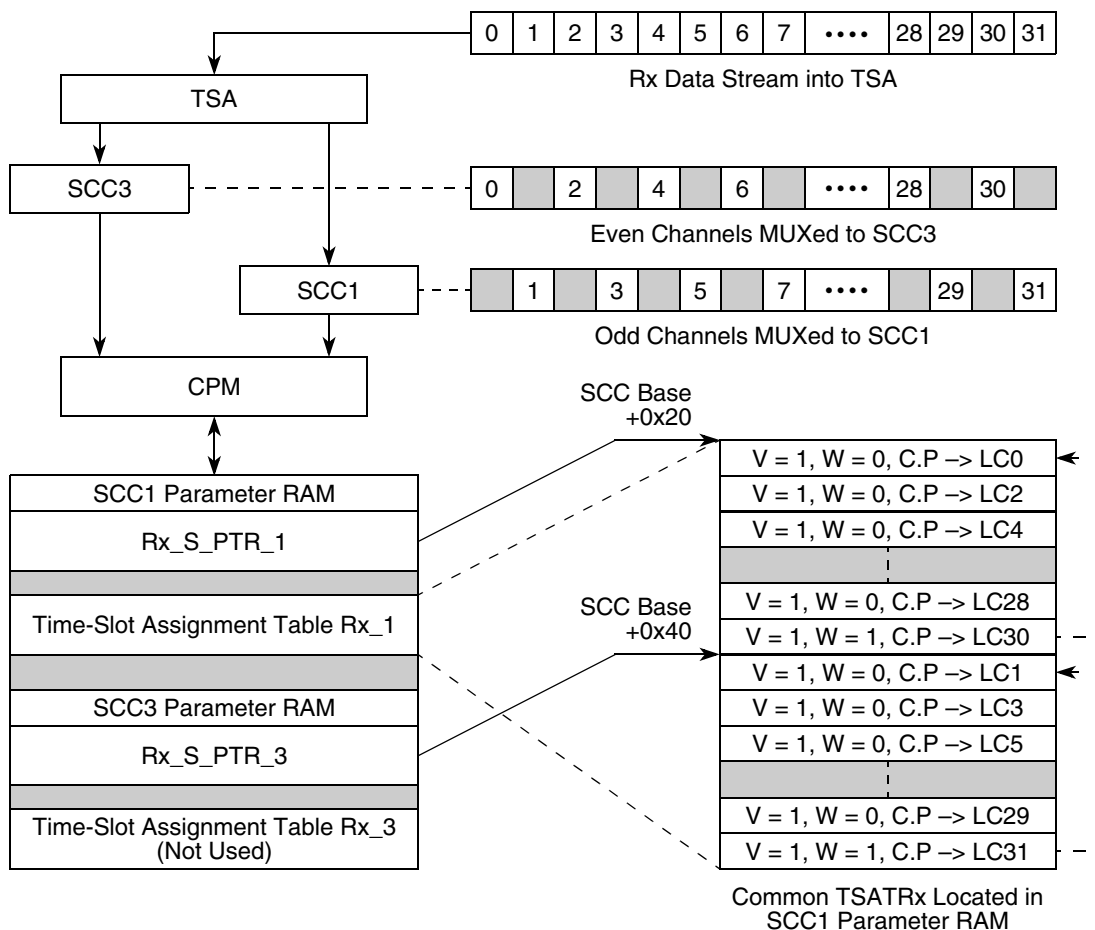 0 1 2 3 4 5 6 7 •••• 28 29 30 31
Rx Data Stream into TSA
TSA
SCC3
0 2 4 6 •••• 28 30
Even Channels MUXed to SCC3
SCC1
1 3 5 7 •••• 29 31
Odd Channels MUXed to SCC1
CPM
SCC Base
+0x20
SCC1 Parameter RAM
Rx_S_PTR_1
Time-Slot Assignment Table Rx_1
SCC3 Parameter RAM
Rx_S_PTR_3
Time-Slot Assignment Table Rx_3
(Not Used)
V = 1, W = 0, C.P –> LC0
V = 1, W = 0, C.P –> LC2
V = 1, W = 0, C.P –> LC4
V = 1, W = 0, C.P –> LC28
V = 1, W = 1, C.P –> LC30
SCC Base
+0x40
V = 1, W = 0, C.P –> LC1
V = 1, W = 0, C.P –> LC3
V = 1, W = 0, C.P –> LC5
V = 1, W = 0, C.P –> LC29
V = 1, W = 1, C.P –> LC31
Common TSATRx Located in
SCC1 Parameter RAM